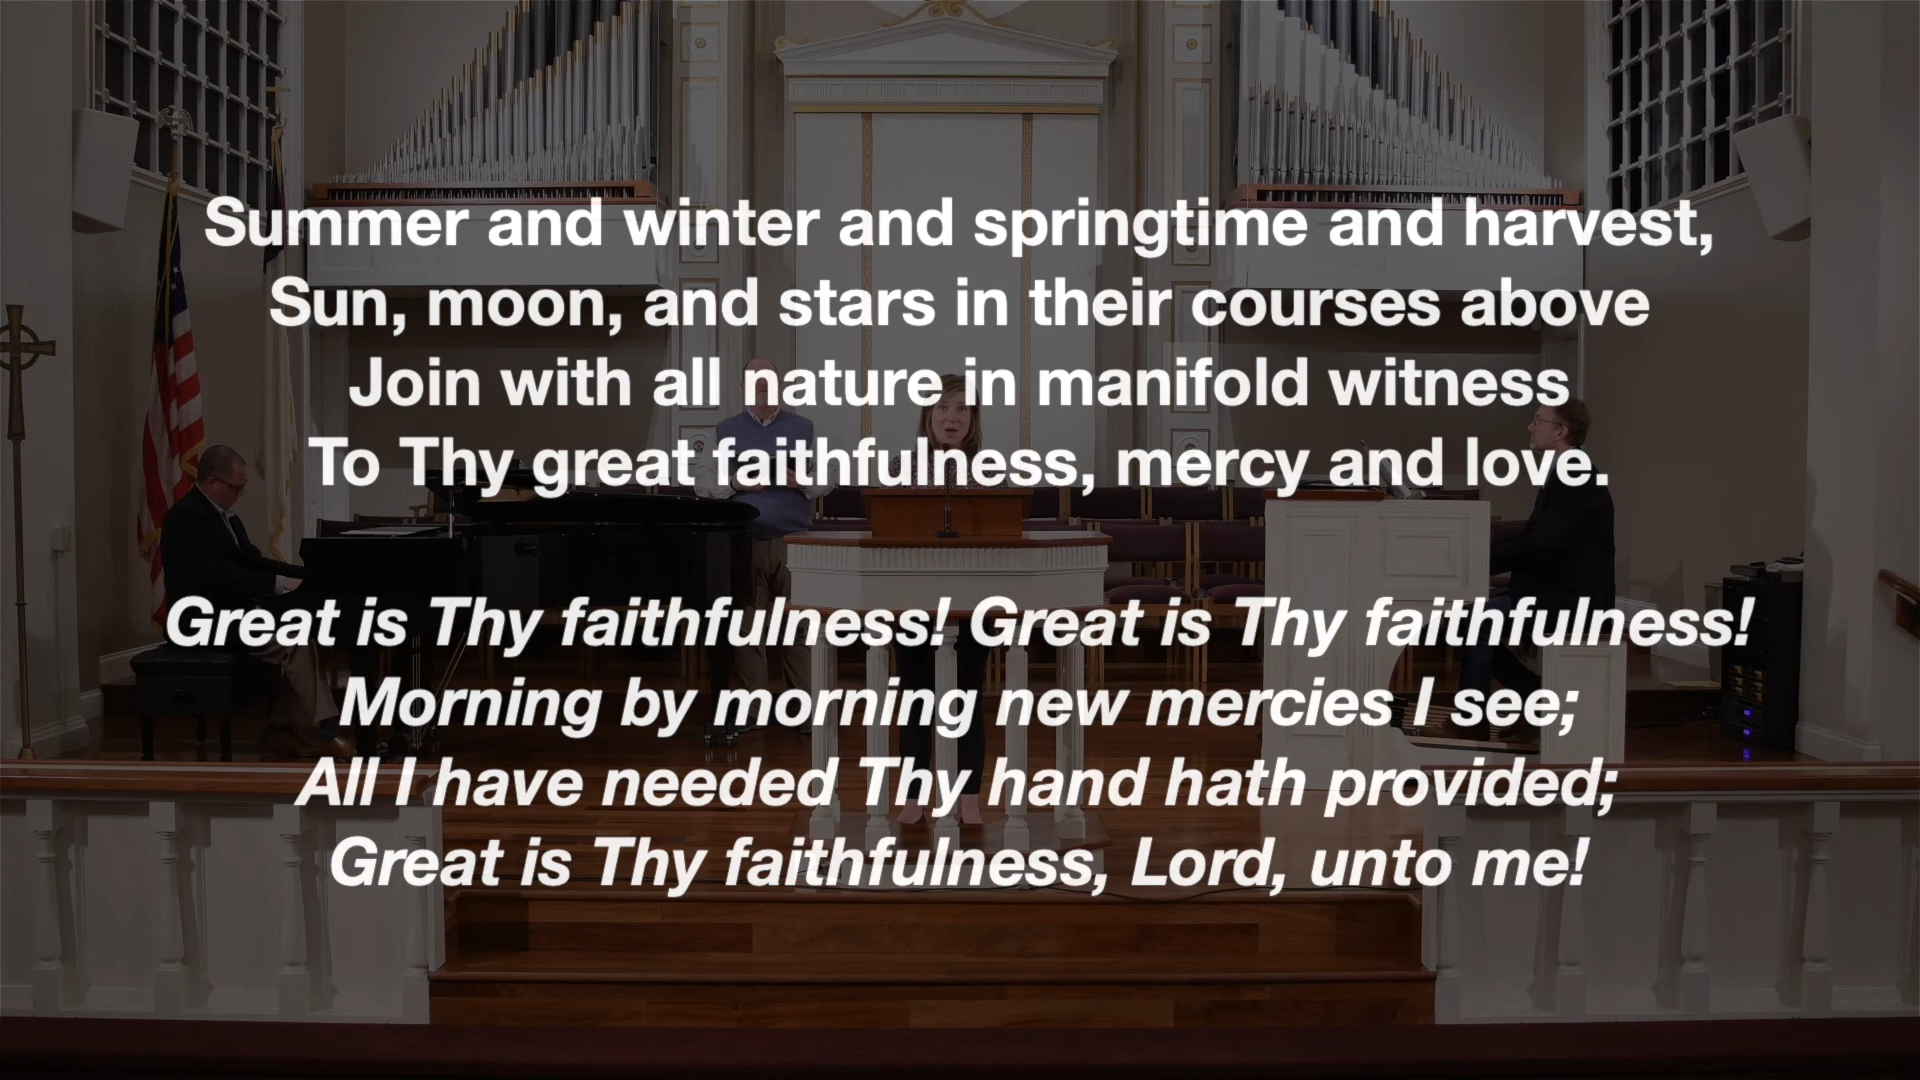 Summer and winter and springtime and harvest,
Sun, moon, and stars in their courses above
Join with all nature in manifold witness
To Thy great faithfulness, mercy and love.
Great is Thy faithfulness! Great is Thy faithfulness!
Morning by morning new mercies I see;
All I have needed Thy hand hath provided;
Great is Thy faithfulness, Lord, unto me!